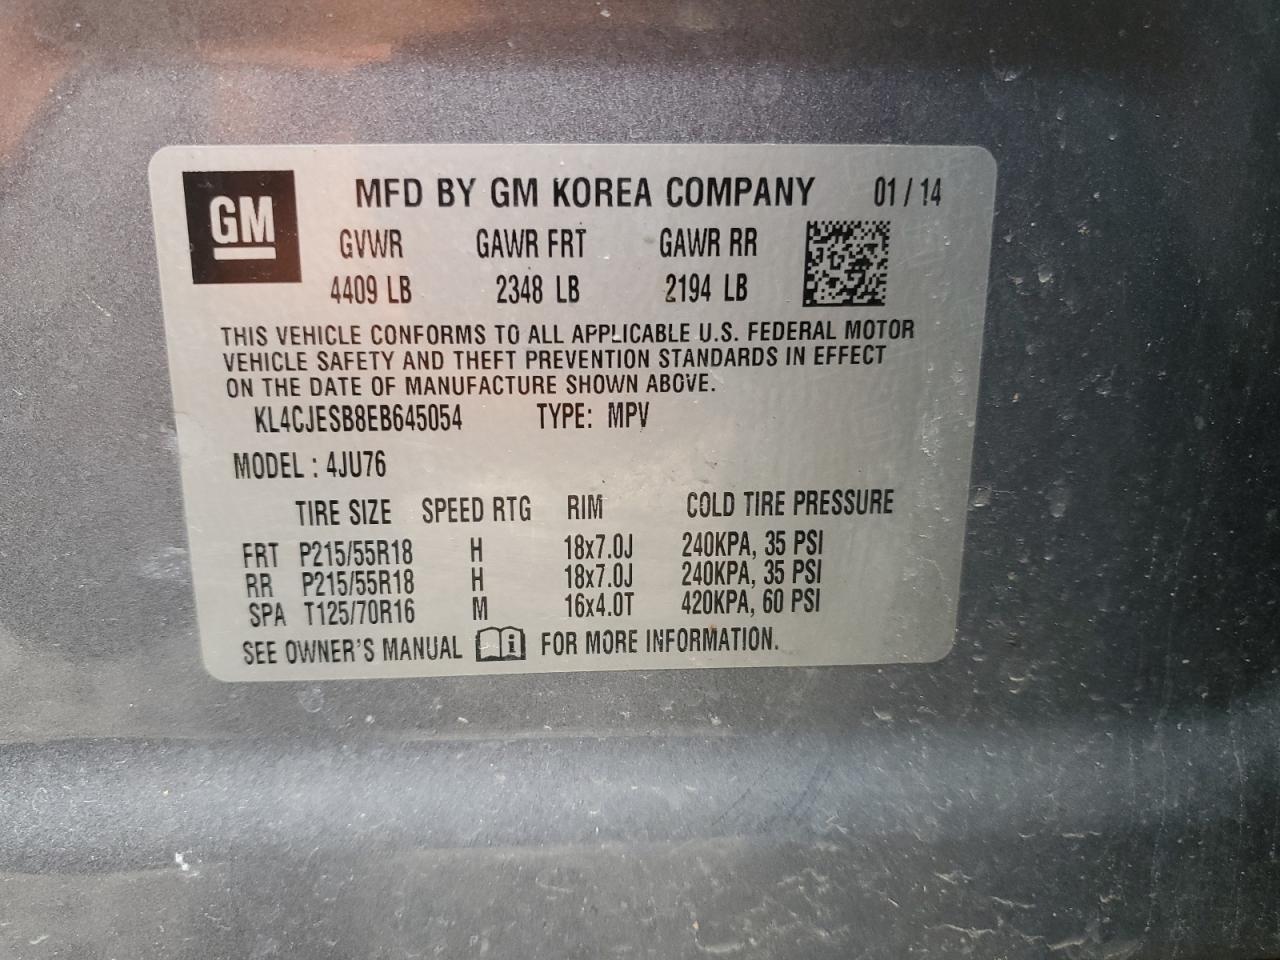 GM
MFD BY GM KOREA COMPANY 01 / 14
GVWR GAWR FRT GAWR RR
4409 LB 2348 LB 2194 LB
THIS VEHICLE CONFORMS TO ALL APPLICABLE U.S. FEDERAL MOTOR
VEHICLE SAFETY AND THEFT PREVENTION STANDARDS IN EFFECT
ON THE DATE OF MANUFACTURE SHOWN ABOVE.
KL4CJESB8EB645054 TYPE: MPV
MODEL : 4JU76
TIRE SIZE SPEED RTG RIM COLD TIRE PRESSURE
FRT P215/55R18 H 18x7.0J 240KPA, 35 PSI
RR P215/55R18 H 18x7.0J 240KPA, 35 PSI
SPA T125/70R16 M 16x4.0T 420KPA, 60 PSI
SEE OWNER'S MANUAL i FOR MORE INFORMATION.